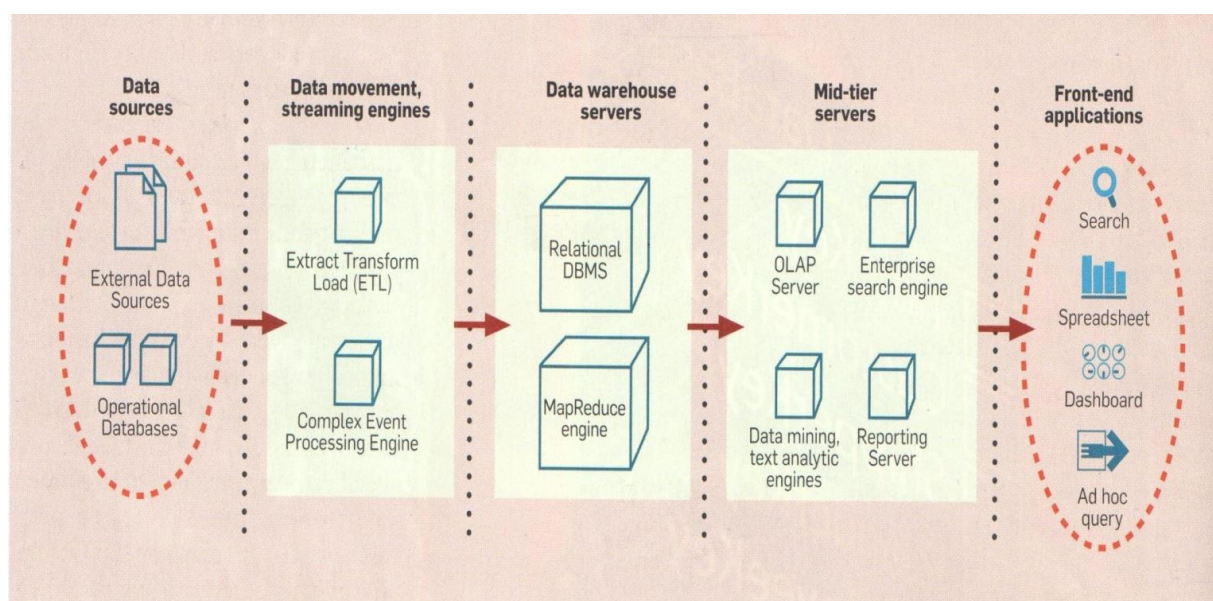 Data
sources
Data movement,
streaming engines
Data warehouse
servers
Mid-tier
servers
Front-end
applications
External Data
Sources
Operational
Databases
Extract Transform
Load (ETL)
Complex Event
Processing Engine
Relational
DBMS
MapReduce
engine
OLAP
Server
Enterprise
search engine
Data mining,
text analytic
engines
Reporting
Server
Search
Spreadsheet
Dashboard
Ad hoc
query